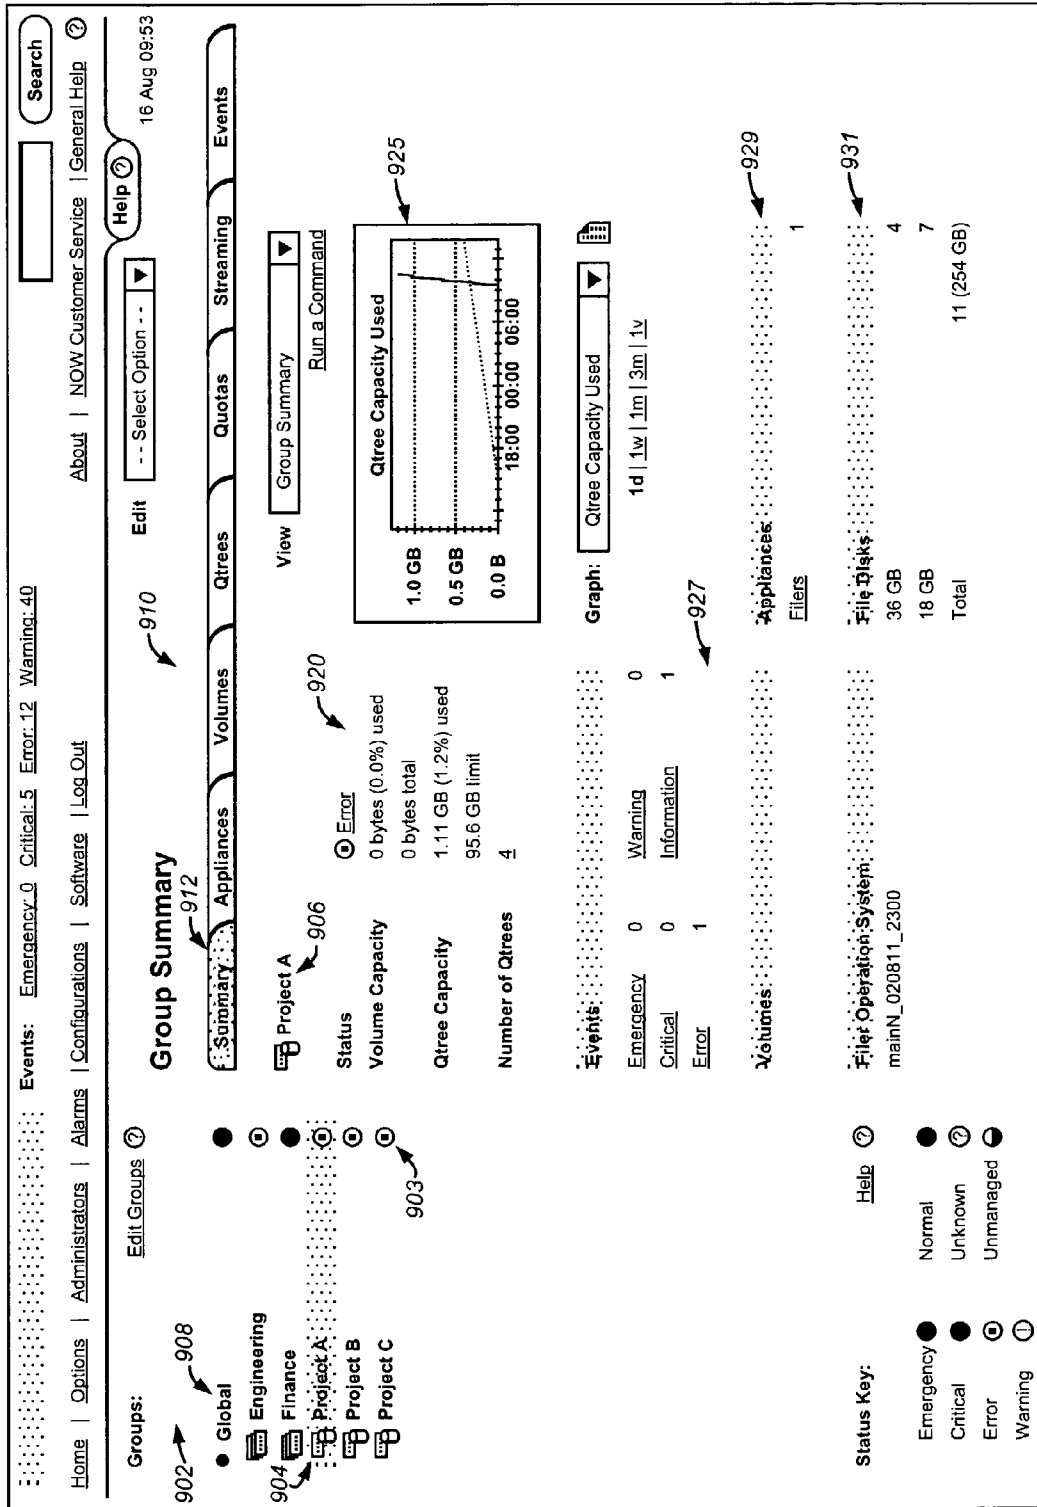 Events: Emergency: 0 Critical: 5 Error: 12 Warning: 40 Search
Home | Options | Administrators | Alarms | Configurations | Software | Log Out About | NOW Customer Service | General Help ?
Help ?
Groups: Edit Groups ?
902
908
Global
Engineering
Finance
904
Project A
Project B
Project C
903
Status Key: Help ?
Emergency Normal
Critical Unknown ?
Error Unmanaged
Warning !
Group Summary 910 Edit -- Select Option -- 16 Aug 09:53
912
Summary Appliances Volumes Qtrees Quotas Streaming Events
Project A 906 View Group Summary
Run a Command
Status Error 920
Volume Capacity 0 bytes (0.0%) used
0 bytes total
Qtree Capacity 1.11 GB (1.2%) used
95.6 GB limit
Number of Qtrees 4
Qtree Capacity Used 925
1.0 GB
0.5 GB
0.0 B
18:00 00:00 06:00
Graph: Qtree Capacity Used
1d | 1w | 1m | 3m | 1y
Events
Emergency 0 Warning 0
Critical 0 Information 1
Error 1
927
Volumes
Appliances 929
Filers 1
Filer Operation System
mainN_020811_2300
File Disks 931
36 GB 4
18 GB 7
Total 11 (254 GB)